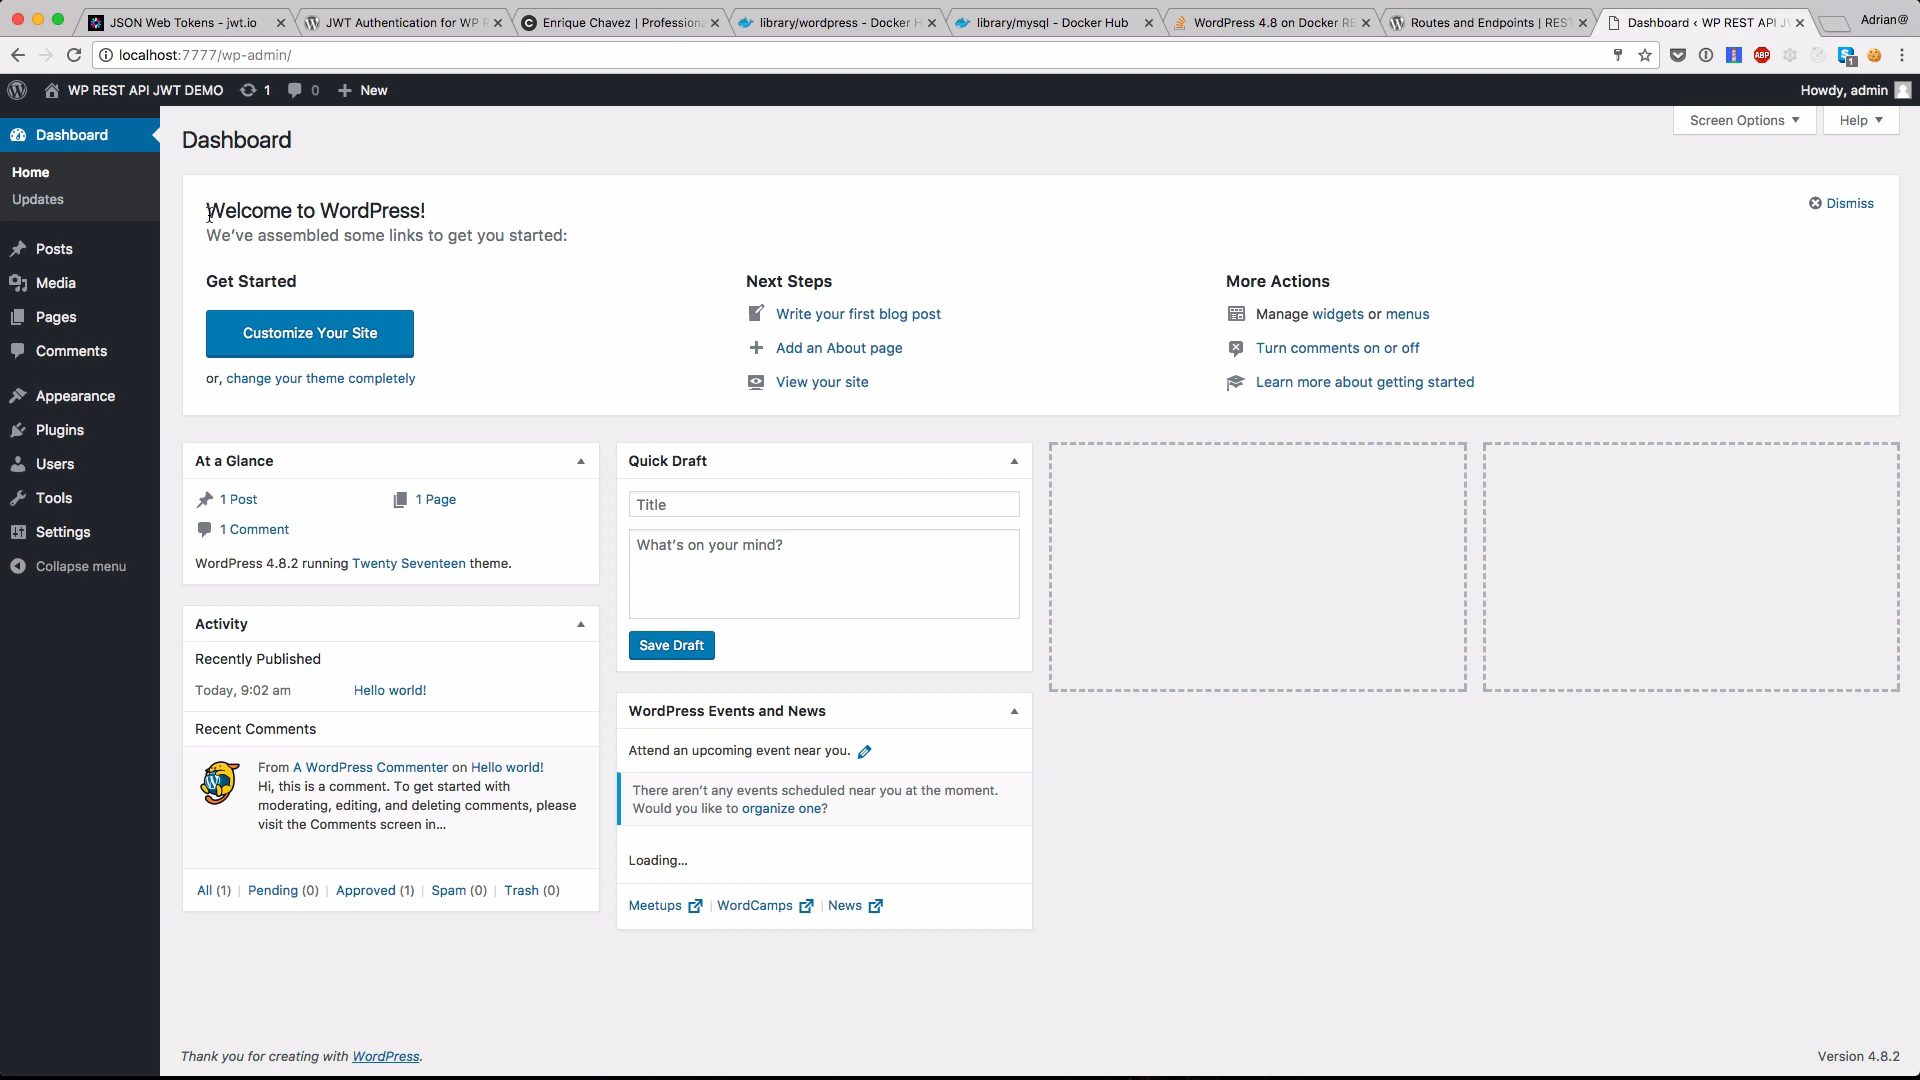 JSON Web Tokens - jwt.io
JWT Authentication for WP R
Enrique Chavez | Professiona
library/wordpress - Docker H
library/mysql - Docker Hub
WordPress 4.8 on Docker RE
Routes and Endpoints | REST
Dashboard ‹ WP REST API J
Adrian@
localhost:7777/wp-admin/
ABP
1
WP REST API JWT DEMO
1
0
New
Howdy, admin
Dashboard
Home
Updates
Posts
Media
Pages
Comments
Appearance
Plugins
Users
Tools
Settings
Collapse menu
Screen Options
Help
Dashboard
Welcome to WordPress!
We've assembled some links to get you started:
Dismiss
Get Started
Customize Your Site
or, change your theme completely
Next Steps
Write your first blog post
Add an About page
View your site
More Actions
Manage widgets or menus
Turn comments on or off
Learn more about getting started
At a Glance
1 Post
1 Page
1 Comment
WordPress 4.8.2 running Twenty Seventeen theme.
Activity
Recently Published
Today, 9:02 am
Hello world!
Recent Comments
From A WordPress Commenter on Hello world!
Hi, this is a comment. To get started with
moderating, editing, and deleting comments, please
visit the Comments screen in...
All (1) | Pending (0) | Approved (1) | Spam (0) | Trash (0)
Quick Draft
Title
What's on your mind?
Save Draft
WordPress Events and News
Attend an upcoming event near you.
There aren't any events scheduled near you at the moment.
Would you like to organize one?
Loading...
Meetups | WordCamps | News
Thank you for creating with WordPress.
Version 4.8.2